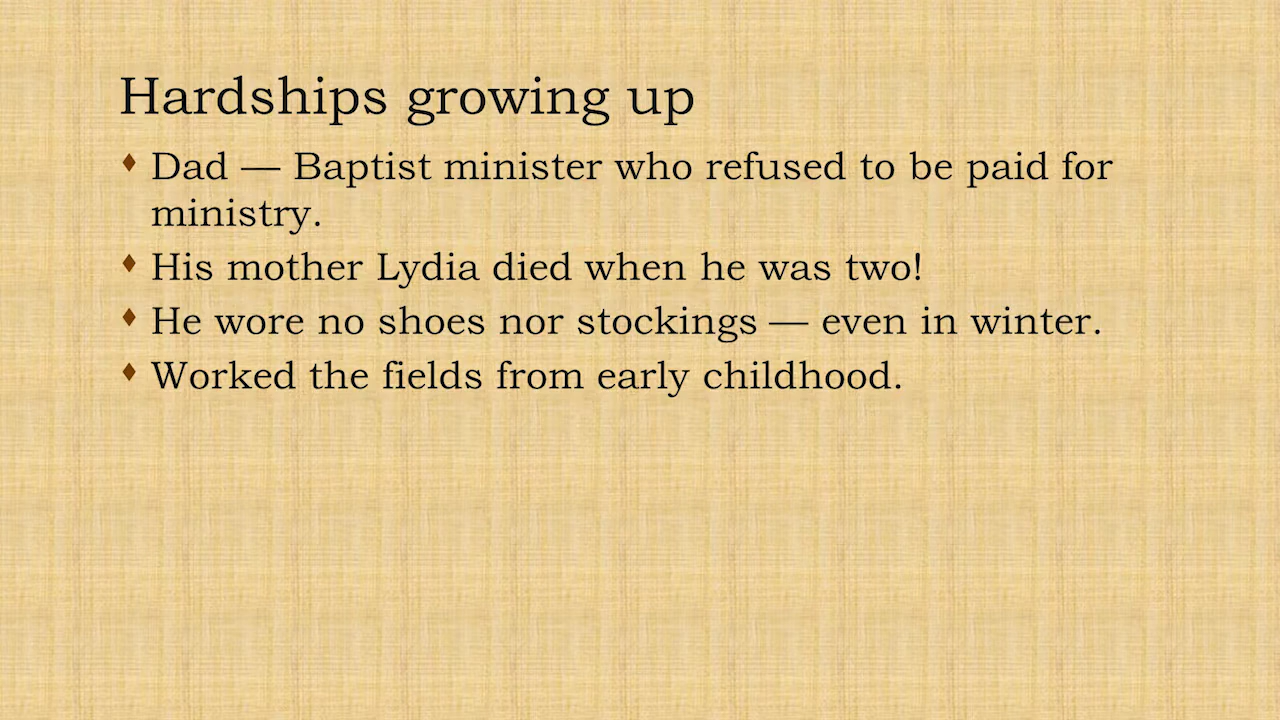 Hardships growing up
♦ Dad — Baptist minister who refused to be paid for
ministry.
♦ His mother Lydia died when he was two!
♦ He wore no shoes nor stockings — even in winter.
♦ Worked the fields from early childhood.